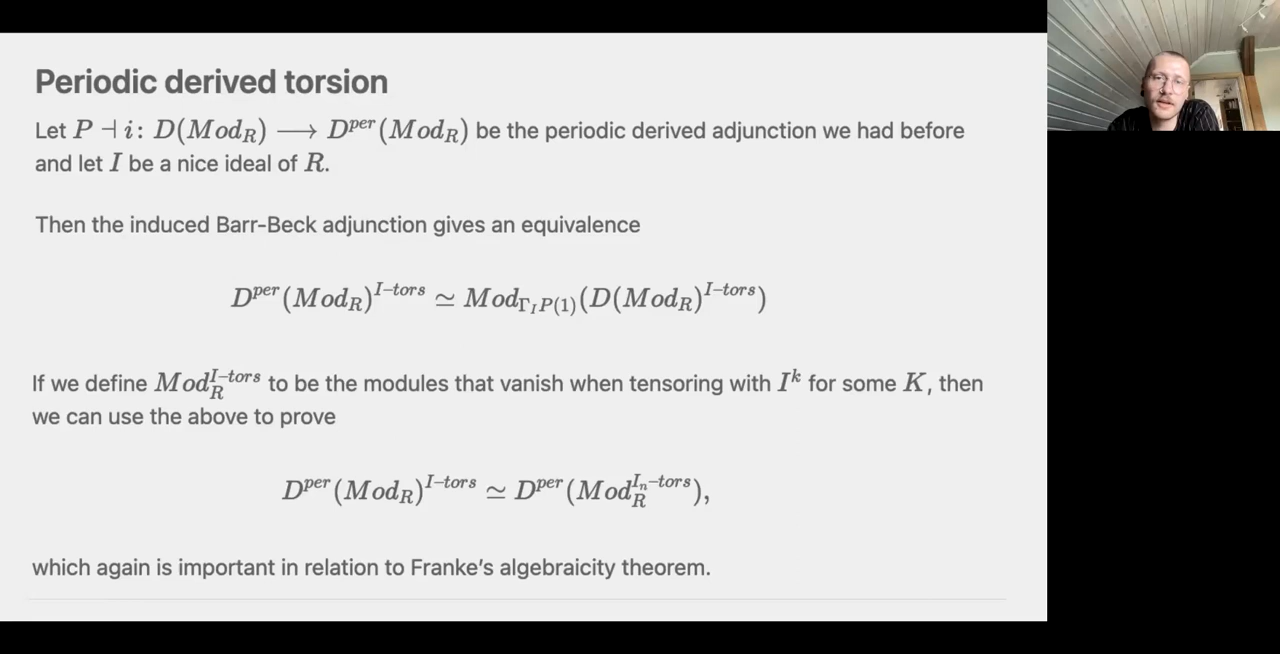 Periodic derived torsion
Let P ⊣ i: D(Mod_R) ⟶ D^{per}(Mod_R) be the periodic derived adjunction we had before
and let I be a nice ideal of R.
Then the induced Barr-Beck adjunction gives an equivalence
D^{per}(Mod_R)^{I-tors} ≃ Mod_{Γ_I P(1)}(D(Mod_R)^{I-tors})
If we define Mod_R^{I-tors} to be the modules that vanish when tensoring with I^k for some K, then
we can use the above to prove
D^{per}(Mod_R)^{I-tors} ≃ D^{per}(Mod_R^{I_n-tors}),
which again is important in relation to Franke's algebraicity theorem.